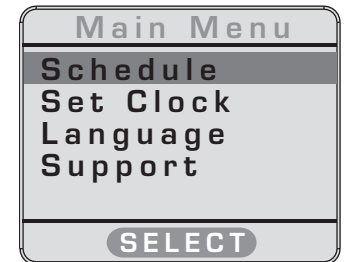 Main Menu
Schedule
Set Clock
Language
Support
SELECT